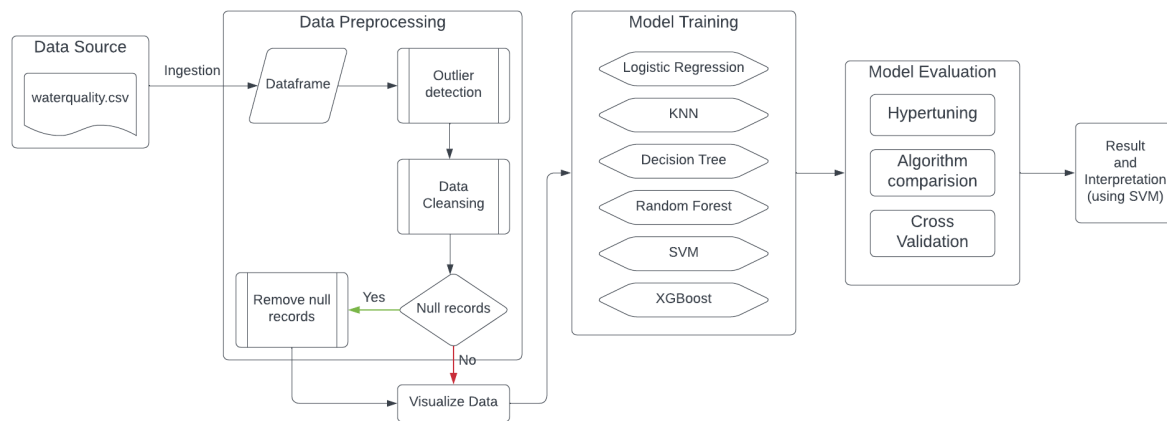 Data Source
waterquality.csv
Ingestion
Data Preprocessing
Dataframe
Outlier
detection
Data
Cleansing
Null records
Yes
Remove null
records
No
Visualize Data
Model Training
Logistic Regression
KNN
Decision Tree
Random Forest
SVM
XGBoost
Model Evaluation
Hypertuning
Algorithm
comparision
Cross
Validation
Result
and
Interpretation
(using SVM)